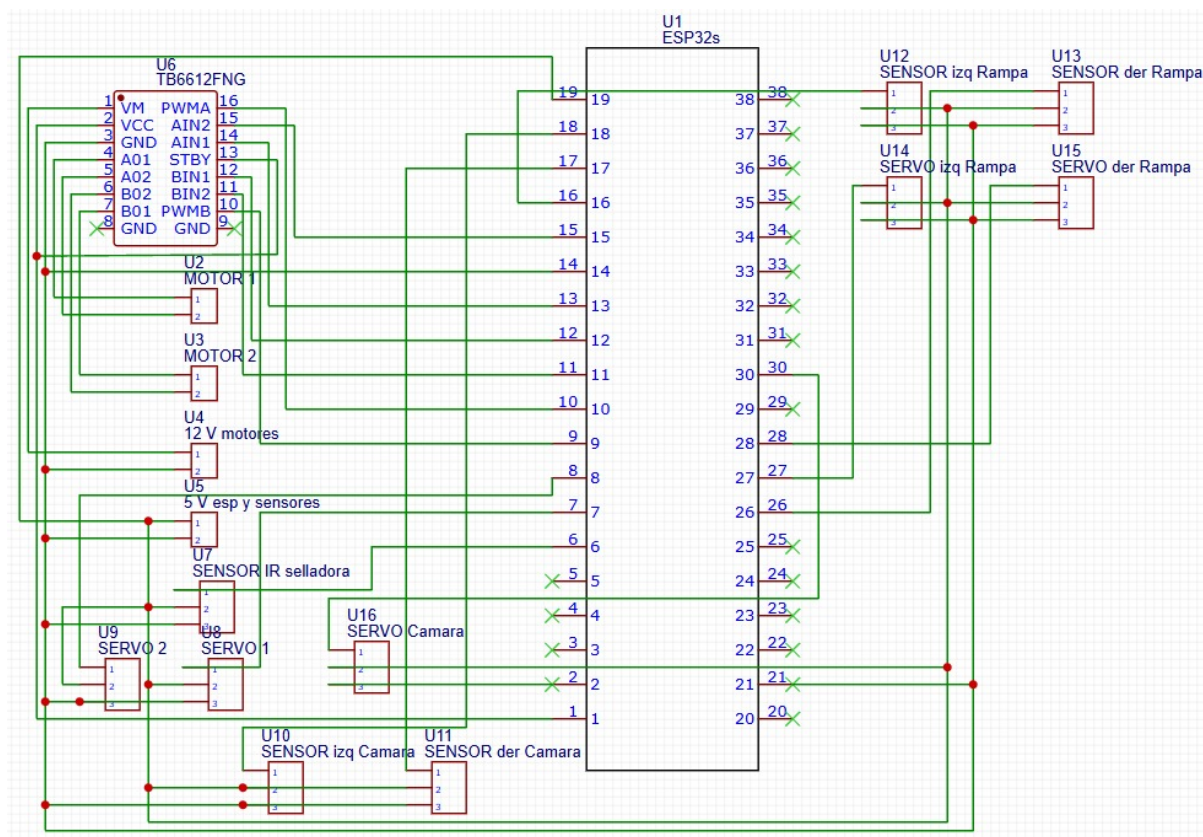 U1
ESP32s
U6
TB6612FNG
1 VM PWMA 16
2 VCC AIN2 15
3 GND AIN1 14
4 A01 STBY 13
5 A02 BIN1 12
6 B02 BIN2 11
7 B01 PWMB 10
8 GND GND 9
U2
MOTOR 1
1
2
U3
MOTOR 2
1
2
U4
12 V motores
1
2
U5
5 V esp y sensores
1
2
U7
SENSOR IR selladora
1
2
3
U9
SERVO 2
1
2
3
U8
SERVO 1
1
2
3
U16
SERVO Camara
1
2
3
U10
SENSOR izq Camara
1
2
3
U11
SENSOR der Camara
1
2
3
19 19 38 38
18 18 37 37
17 17 36 36
16 16 35 35
15 15 34 34
14 14 33 33
13 13 32 32
12 12 31 31
11 11 30 30
10 10 29 29
9 9 28 28
8 8 27 27
7 7 26 26
6 6 25 25
5 5 24 24
4 4 23 23
3 3 22 22
2 2 21 21
1 1 20 20
U12
SENSOR izq Rampa
1
2
3
U13
SENSOR der Rampa
1
2
3
U14
SERVO izq Rampa
1
2
3
U15
SERVO der Rampa
1
2
3